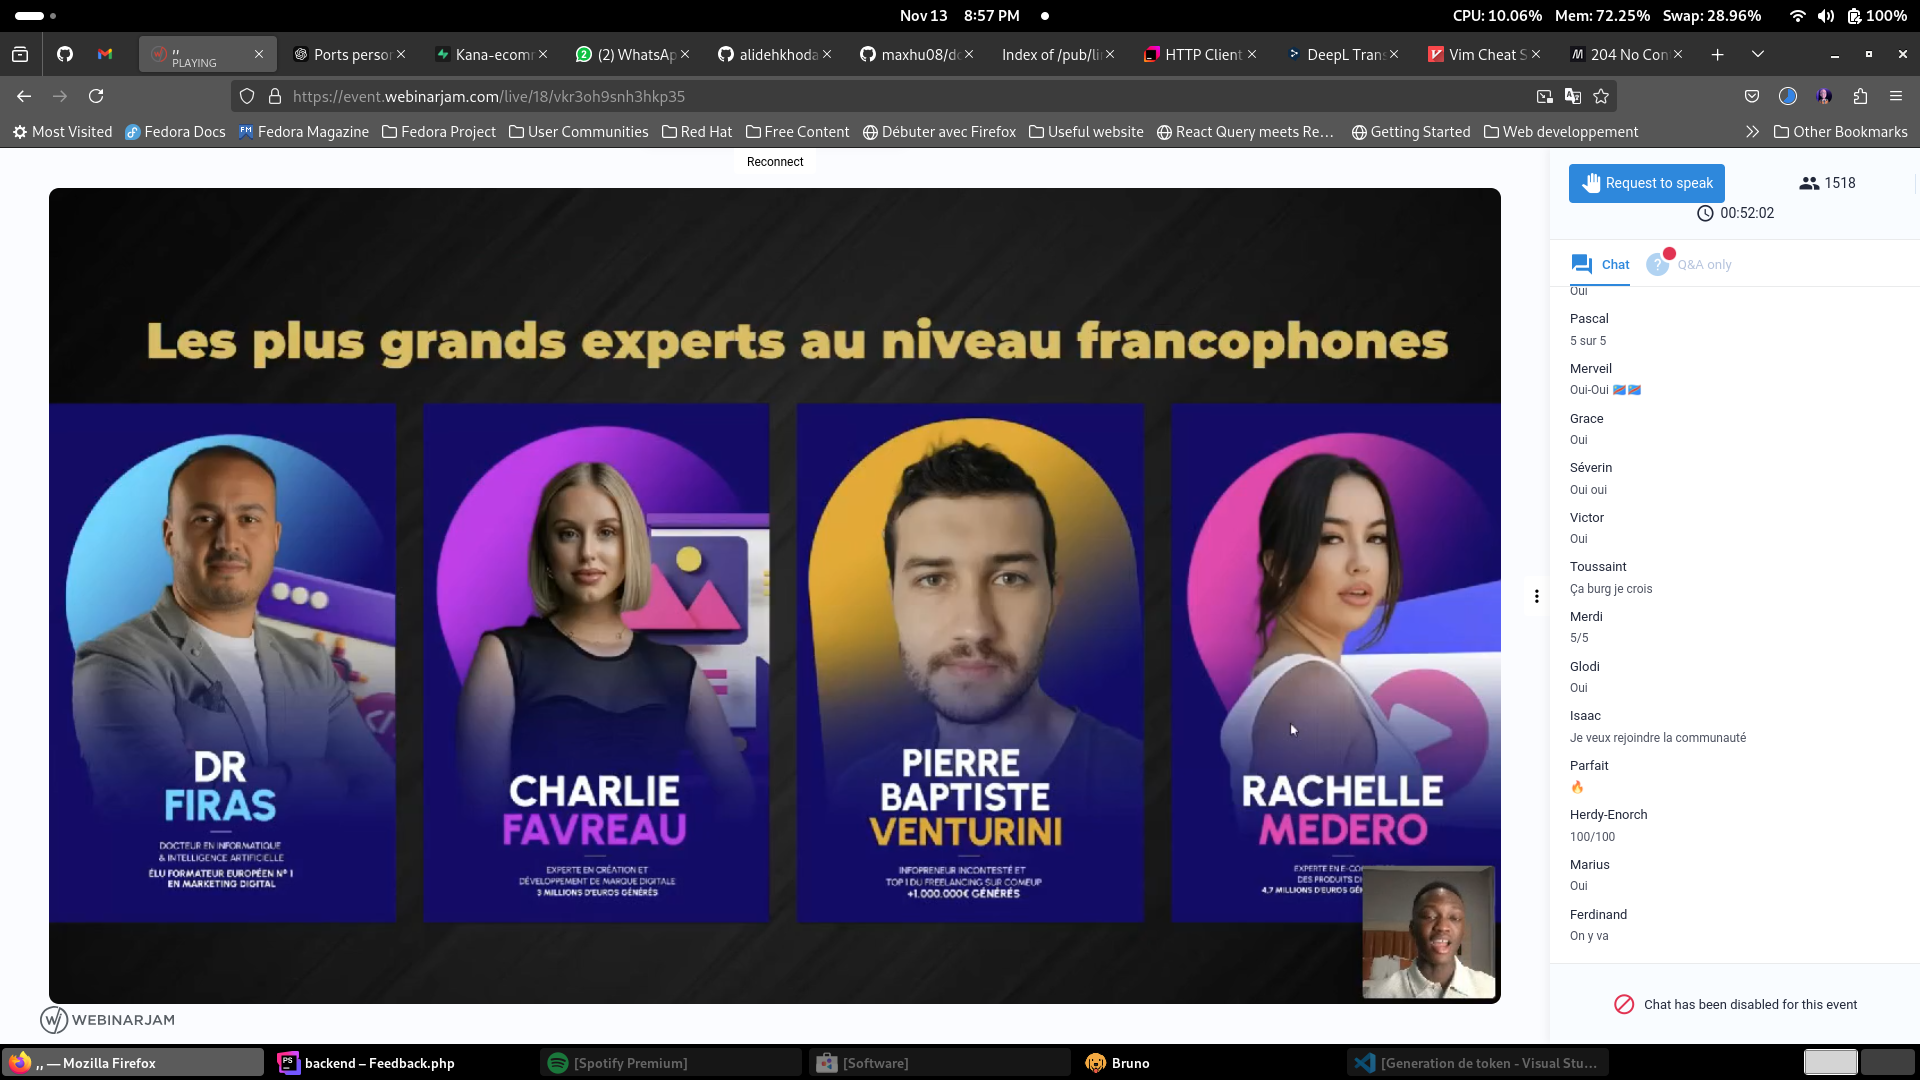 Nov 13 8:57 PM
CPU: 10.06% Mem: 72.25% Swap: 28.96% 100%
,,
PLAYING
Ports persor
Kana-ecomr
(2) WhatsAp
alidehkhoda
maxhu08/dc
Index of /pub/li
HTTP Client
DeepL Trans
Vim Cheat S
204 No Con
https://event.webinarjam.com/live/18/vkr3oh9snh3hkp35
Most Visited
Fedora Docs
Fedora Magazine
Fedora Project
User Communities
Red Hat
Free Content
Débuter avec Firefox
Useful website
React Query meets Re...
Getting Started
Web developpement
Other Bookmarks
Reconnect
Les plus grands experts au niveau francophones
DR
FIRAS
DOCTEUR EN INFORMATIQUE
& INTELLIGENCE ARTIFICIELLE
ÉLU FORMATEUR EUROPÉEN N° 1
EN MARKETING DIGITAL
CHARLIE
FAVREAU
EXPERTE EN CRÉATION ET
DÉVELOPPEMENT DE MARQUE DIGITALE
3 MILLIONS D'EUROS GÉNÉRÉS
PIERRE
BAPTISTE
VENTURINI
INFOPRENEUR INCONTESTÉ ET
TOP 1 DU FREELANCING SUR COMEUP
+1.000.000€ GÉNÉRÉS
RACHELLE
MEDERO
EXPERTE EN
DES PRODUITS
4,7 MILLIONS D'EUROS
WEBINARJAM
Request to speak
1518
00:52:02
Chat
Q&A only
Oui
Pascal
5 sur 5
Merveil
Oui-Oui 🇨🇩🇨🇩
Grace
Oui
Séverin
Oui oui
Victor
Oui
Toussaint
Ça burg je crois
Merdi
5/5
Glodi
Oui
Isaac
Je veux rejoindre la communauté
Parfait
🔥
Herdy-Enorch
100/100
Marius
Oui
Ferdinand
On y va
Chat has been disabled for this event
,, — Mozilla Firefox
backend – Feedback.php
[Spotify Premium]
[Software]
Bruno
[Generation de token - Visual Stu...